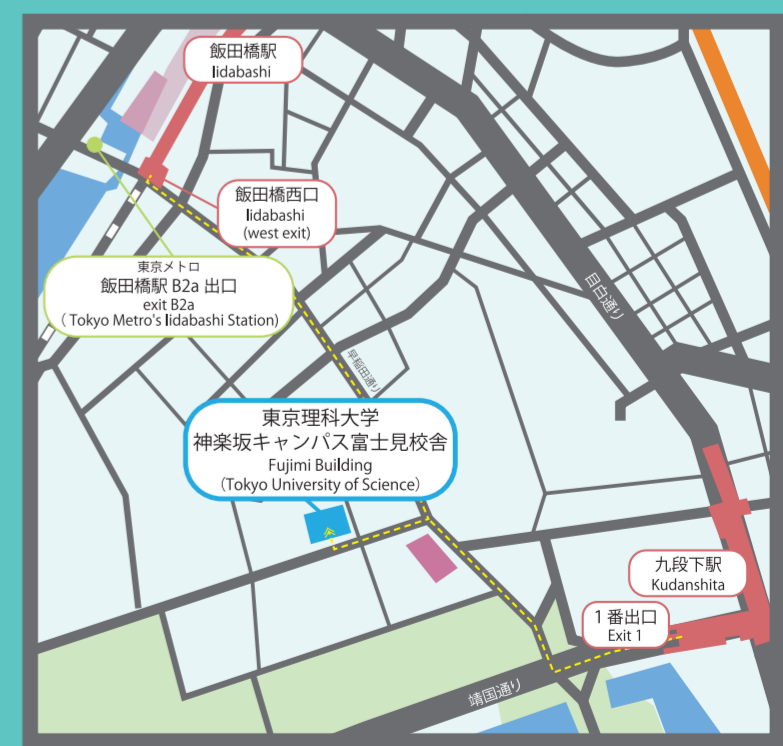 飯田橋駅
Iidabashi
飯田橋西口
Iidabashi
(west exit)
東京メトロ
飯田橋駅 B2a 出口
exit B2a
( Tokyo Metro's Iidabashi Station)
目白通り
早稲田通り
東京理科大学
神楽坂キャンパス富士見校舎
Fujimi Building
(Tokyo University of Science)
九段下駅
Kudanshita
1 番出口
Exit 1
靖国通り